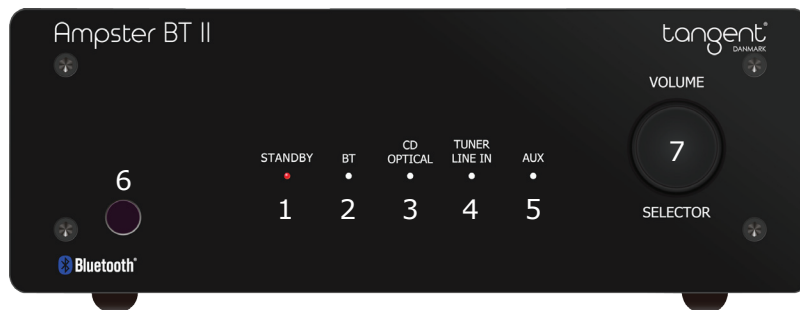 Ampster BT II
tangent®
DANMARK
VOLUME
7
SELECTOR
STANDBY
BT
CD
OPTICAL
TUNER
LINE IN
AUX
6
1
2
3
4
5
Bluetooth®